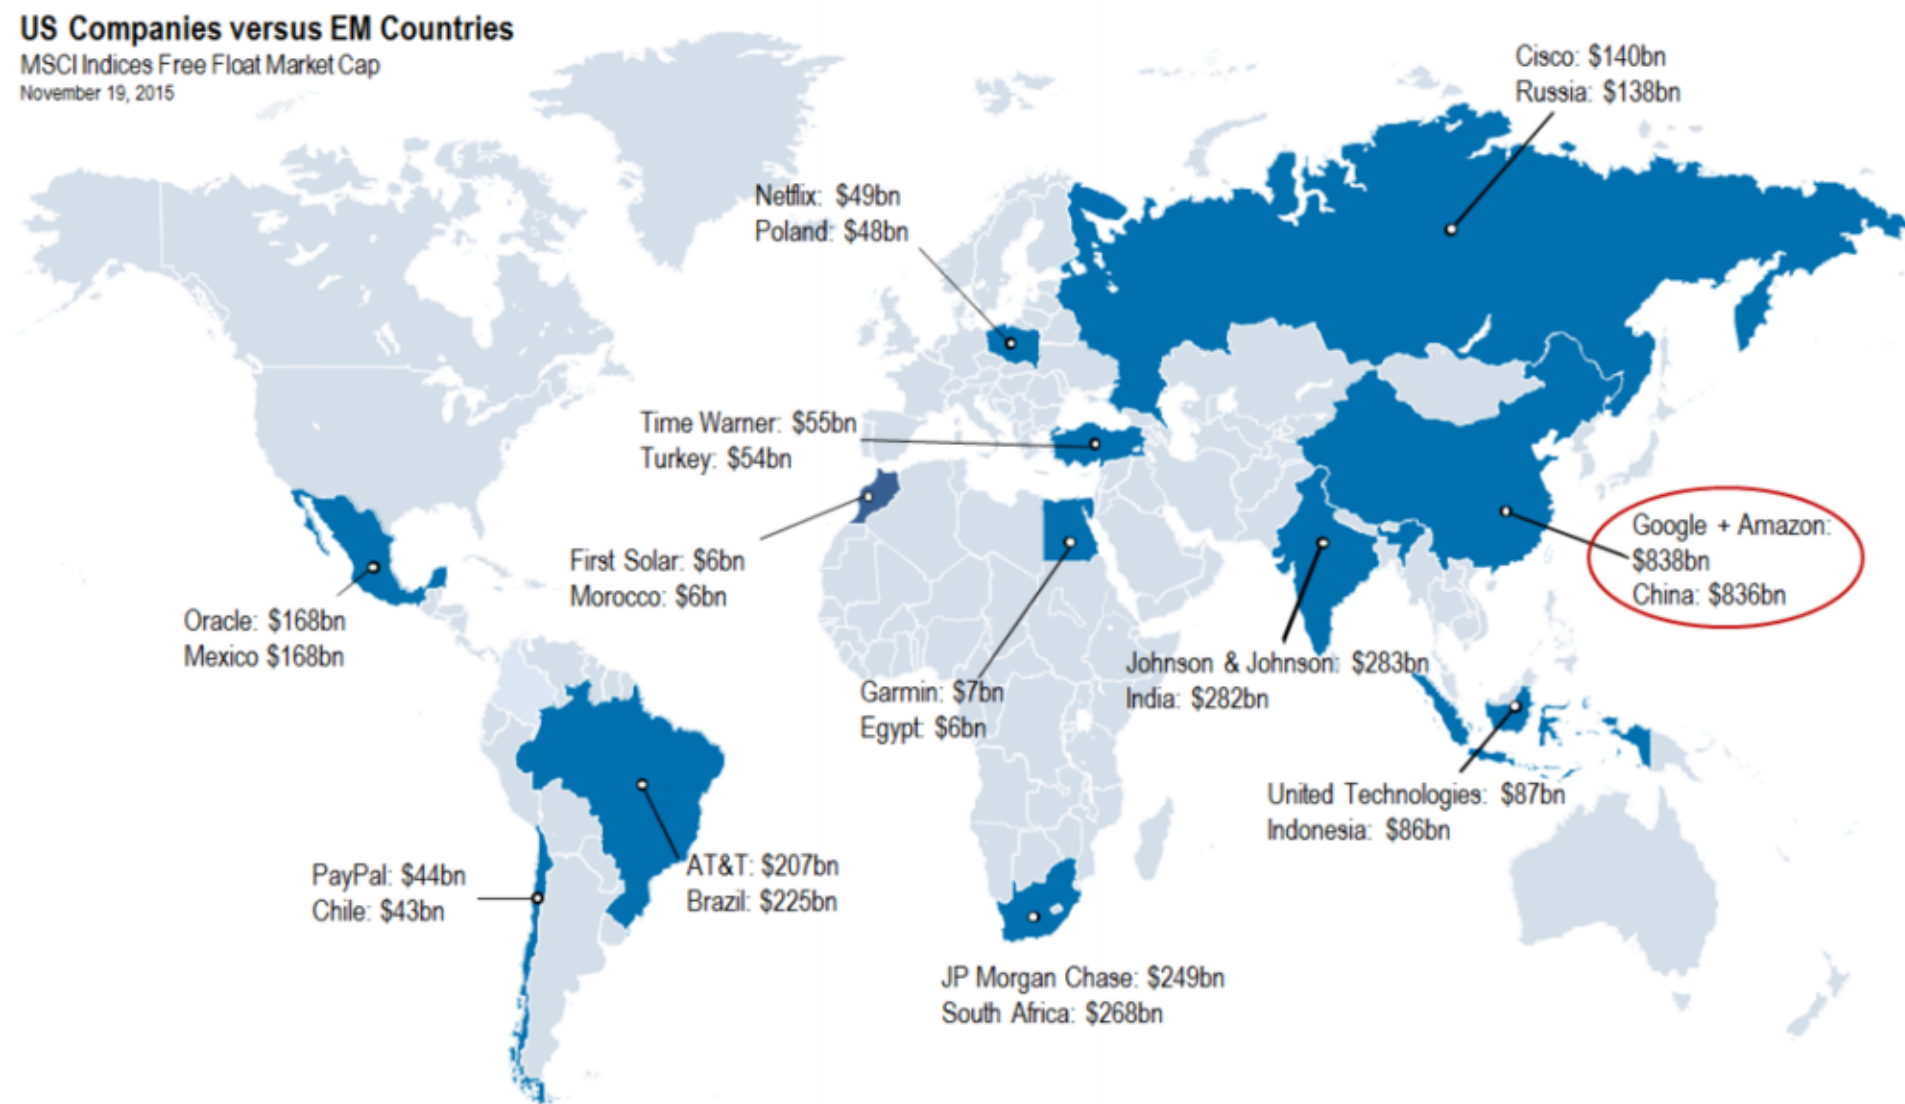 US Companies versus EM Countries
MSCI Indices Free Float Market Cap
November 19, 2015
Cisco: $140bn
Russia: $138bn
Netflix: $49bn
Poland: $48bn
Time Warner: $55bn
Turkey: $54bn
Google + Amazon:
$838bn
China: $836bn
First Solar: $6bn
Morocco: $6bn
Oracle: $168bn
Mexico $168bn
Johnson & Johnson: $283bn
India: $282bn
Garmin: $7bn
Egypt: $6bn
United Technologies: $87bn
Indonesia: $86bn
PayPal: $44bn
Chile: $43bn
AT&T: $207bn
Brazil: $225bn
JP Morgan Chase: $249bn
South Africa: $268bn